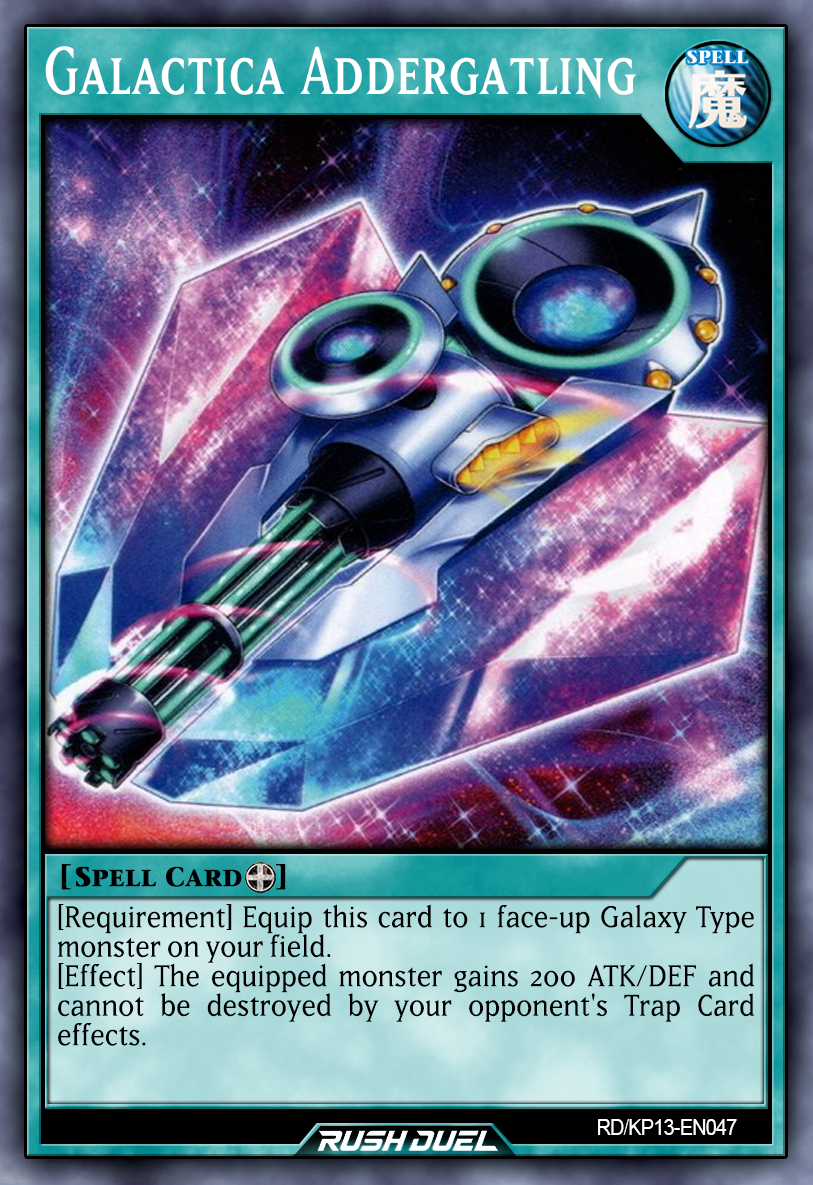 Galactica Addergatling
SPELL
魔
[Spell Card]
[Requirement] Equip this card to 1 face-up Galaxy Type
monster on your field.
[Effect] The equipped monster gains 200 ATK/DEF and
cannot be destroyed by your opponent's Trap Card
effects.
RD/KP13-EN047
RUSH DUEL